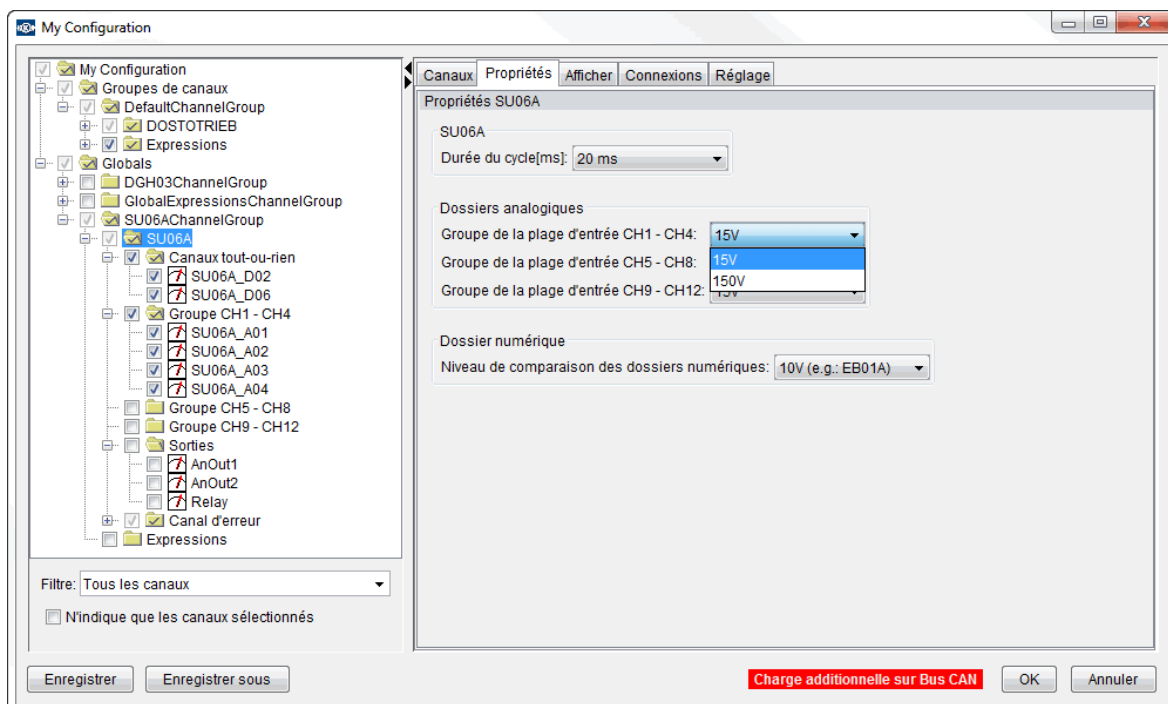 My Configuration
My Configuration
Groupes de canaux
DefaultChannelGroup
DOSTOTRIEB
Expressions
Globals
DGH03ChannelGroup
GlobalExpressionsChannelGroup
SU06AChannelGroup
SU06A
Canaux tout-ou-rien
SU06A_D02
SU06A_D06
Groupe CH1 - CH4
SU06A_A01
SU06A_A02
SU06A_A03
SU06A_A04
Groupe CH5 - CH8
Groupe CH9 - CH12
Sorties
AnOut1
AnOut2
Relay
Canal d'erreur
Expressions
Filtre: Tous les canaux
N'indique que les canaux sélectionnés
Canaux Propriétés Afficher Connexions Réglage
Propriétés SU06A
SU06A
Durée du cycle[ms]: 20 ms
Dossiers analogiques
Groupe de la plage d'entrée CH1 - CH4: 15V
Groupe de la plage d'entrée CH5 - CH8: 15V
150V
Groupe de la plage d'entrée CH9 - CH12: 15V
Dossier numérique
Niveau de comparaison des dossiers numériques: 10V (e.g.: EB01A)
Enregistrer Enregistrer sous Charge additionnelle sur Bus CAN OK Annuler